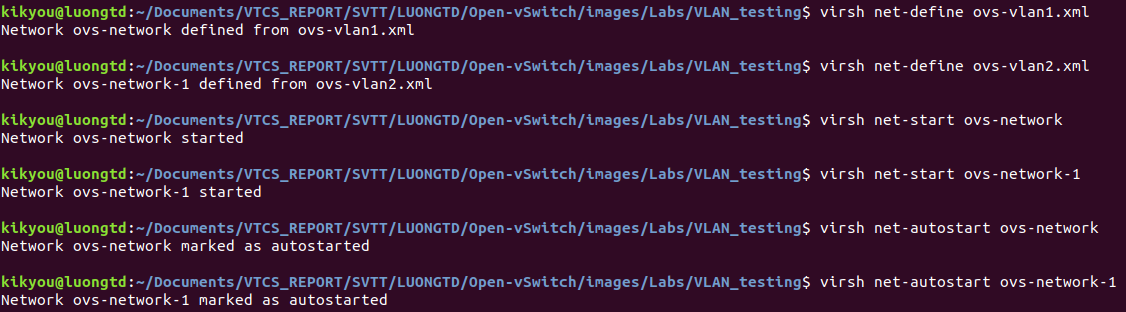 kikyou@luongtd:~/Documents/VTCS_REPORT/SVTT/LUONGTD/Open-vSwitch/images/Labs/VLAN_testing$ virsh net-define ovs-vlan1.xml
Network ovs-network defined from ovs-vlan1.xml
kikyou@luongtd:~/Documents/VTCS_REPORT/SVTT/LUONGTD/Open-vSwitch/images/Labs/VLAN_testing$ virsh net-define ovs-vlan2.xml
Network ovs-network-1 defined from ovs-vlan2.xml
kikyou@luongtd:~/Documents/VTCS_REPORT/SVTT/LUONGTD/Open-vSwitch/images/Labs/VLAN_testing$ virsh net-start ovs-network
Network ovs-network started
kikyou@luongtd:~/Documents/VTCS_REPORT/SVTT/LUONGTD/Open-vSwitch/images/Labs/VLAN_testing$ virsh net-start ovs-network-1
Network ovs-network-1 started
kikyou@luongtd:~/Documents/VTCS_REPORT/SVTT/LUONGTD/Open-vSwitch/images/Labs/VLAN_testing$ virsh net-autostart ovs-network
Network ovs-network marked as autostarted
kikyou@luongtd:~/Documents/VTCS_REPORT/SVTT/LUONGTD/Open-vSwitch/images/Labs/VLAN_testing$ virsh net-autostart ovs-network-1
Network ovs-network-1 marked as autostarted